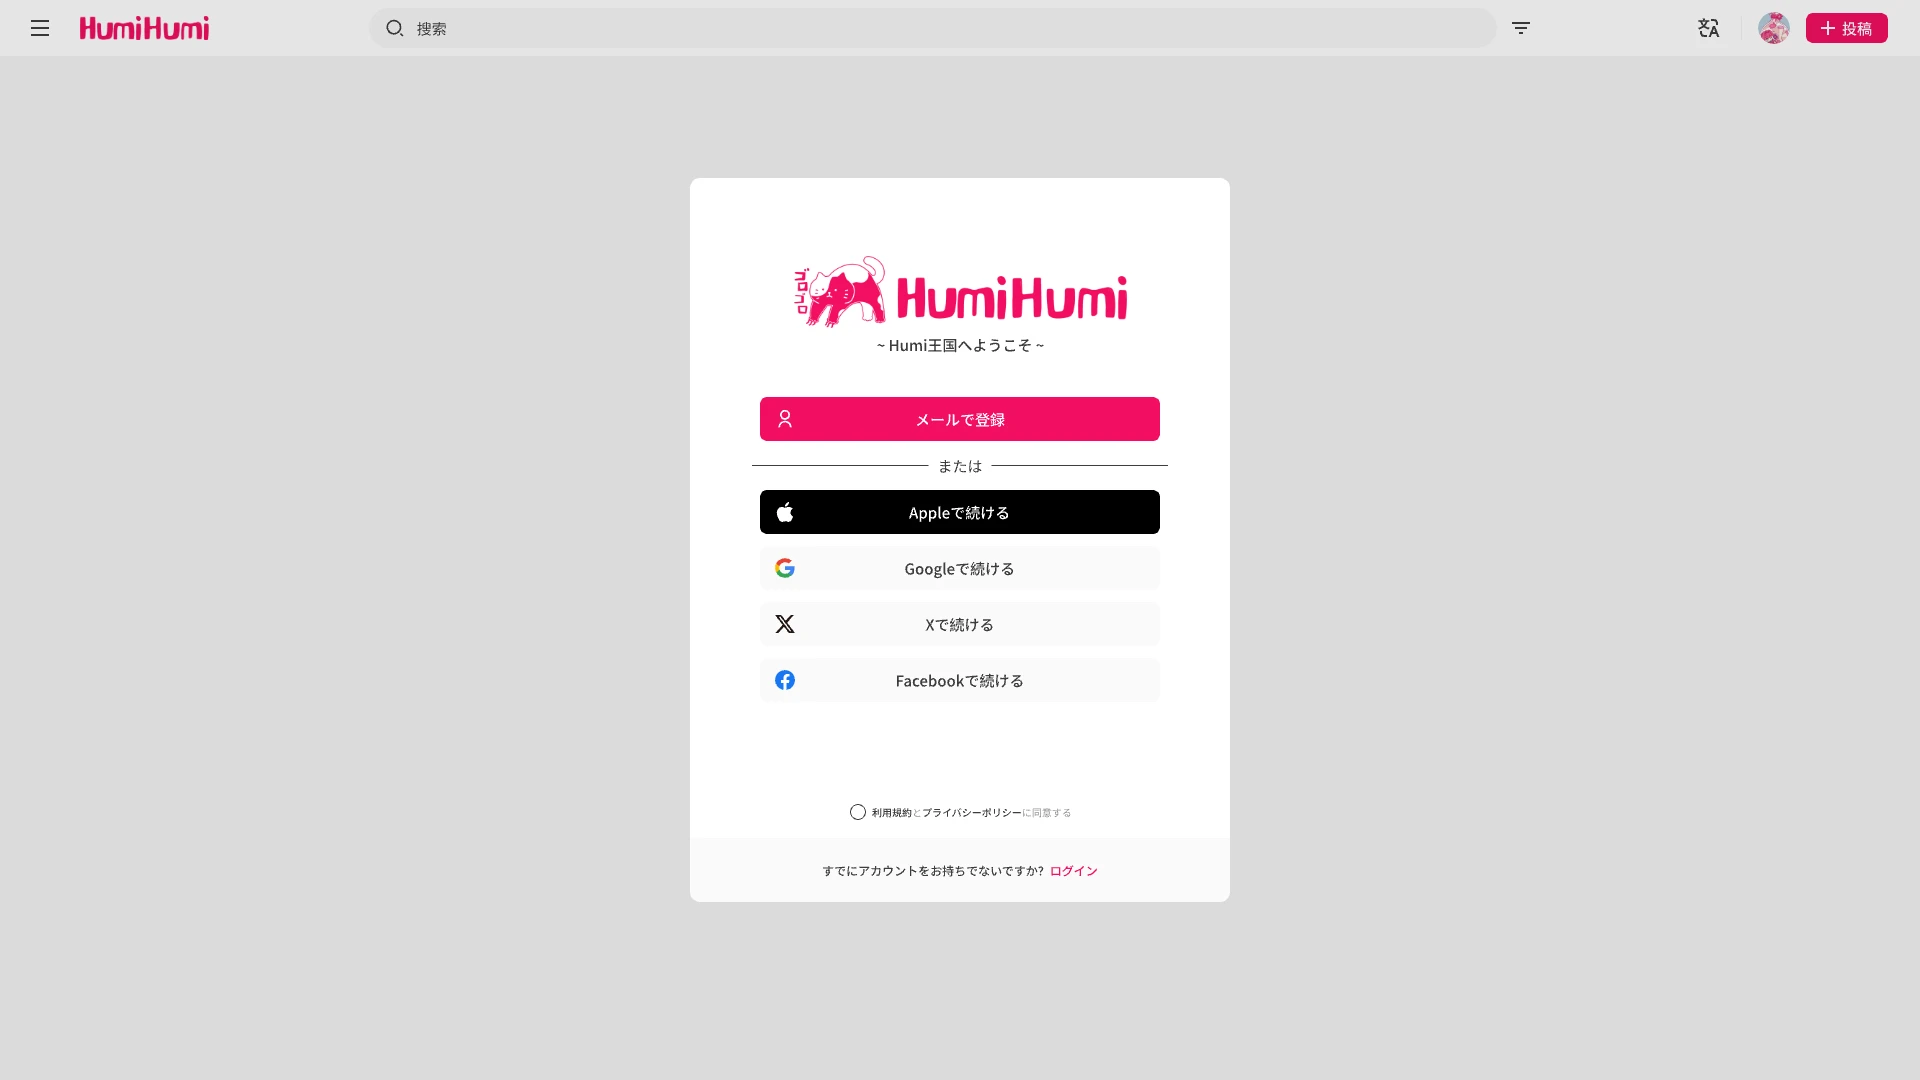 HumiHumi
搜索
投稿
ゴロゴロ
HumiHumi
~ Humi王国へようこそ ~
メールで登録
または
Appleで続ける
Googleで続ける
Xで続ける
Facebookで続ける
利用規約とプライバシーポリシーに同意する
すでにアカウントをお持ちでないですか? ログイン